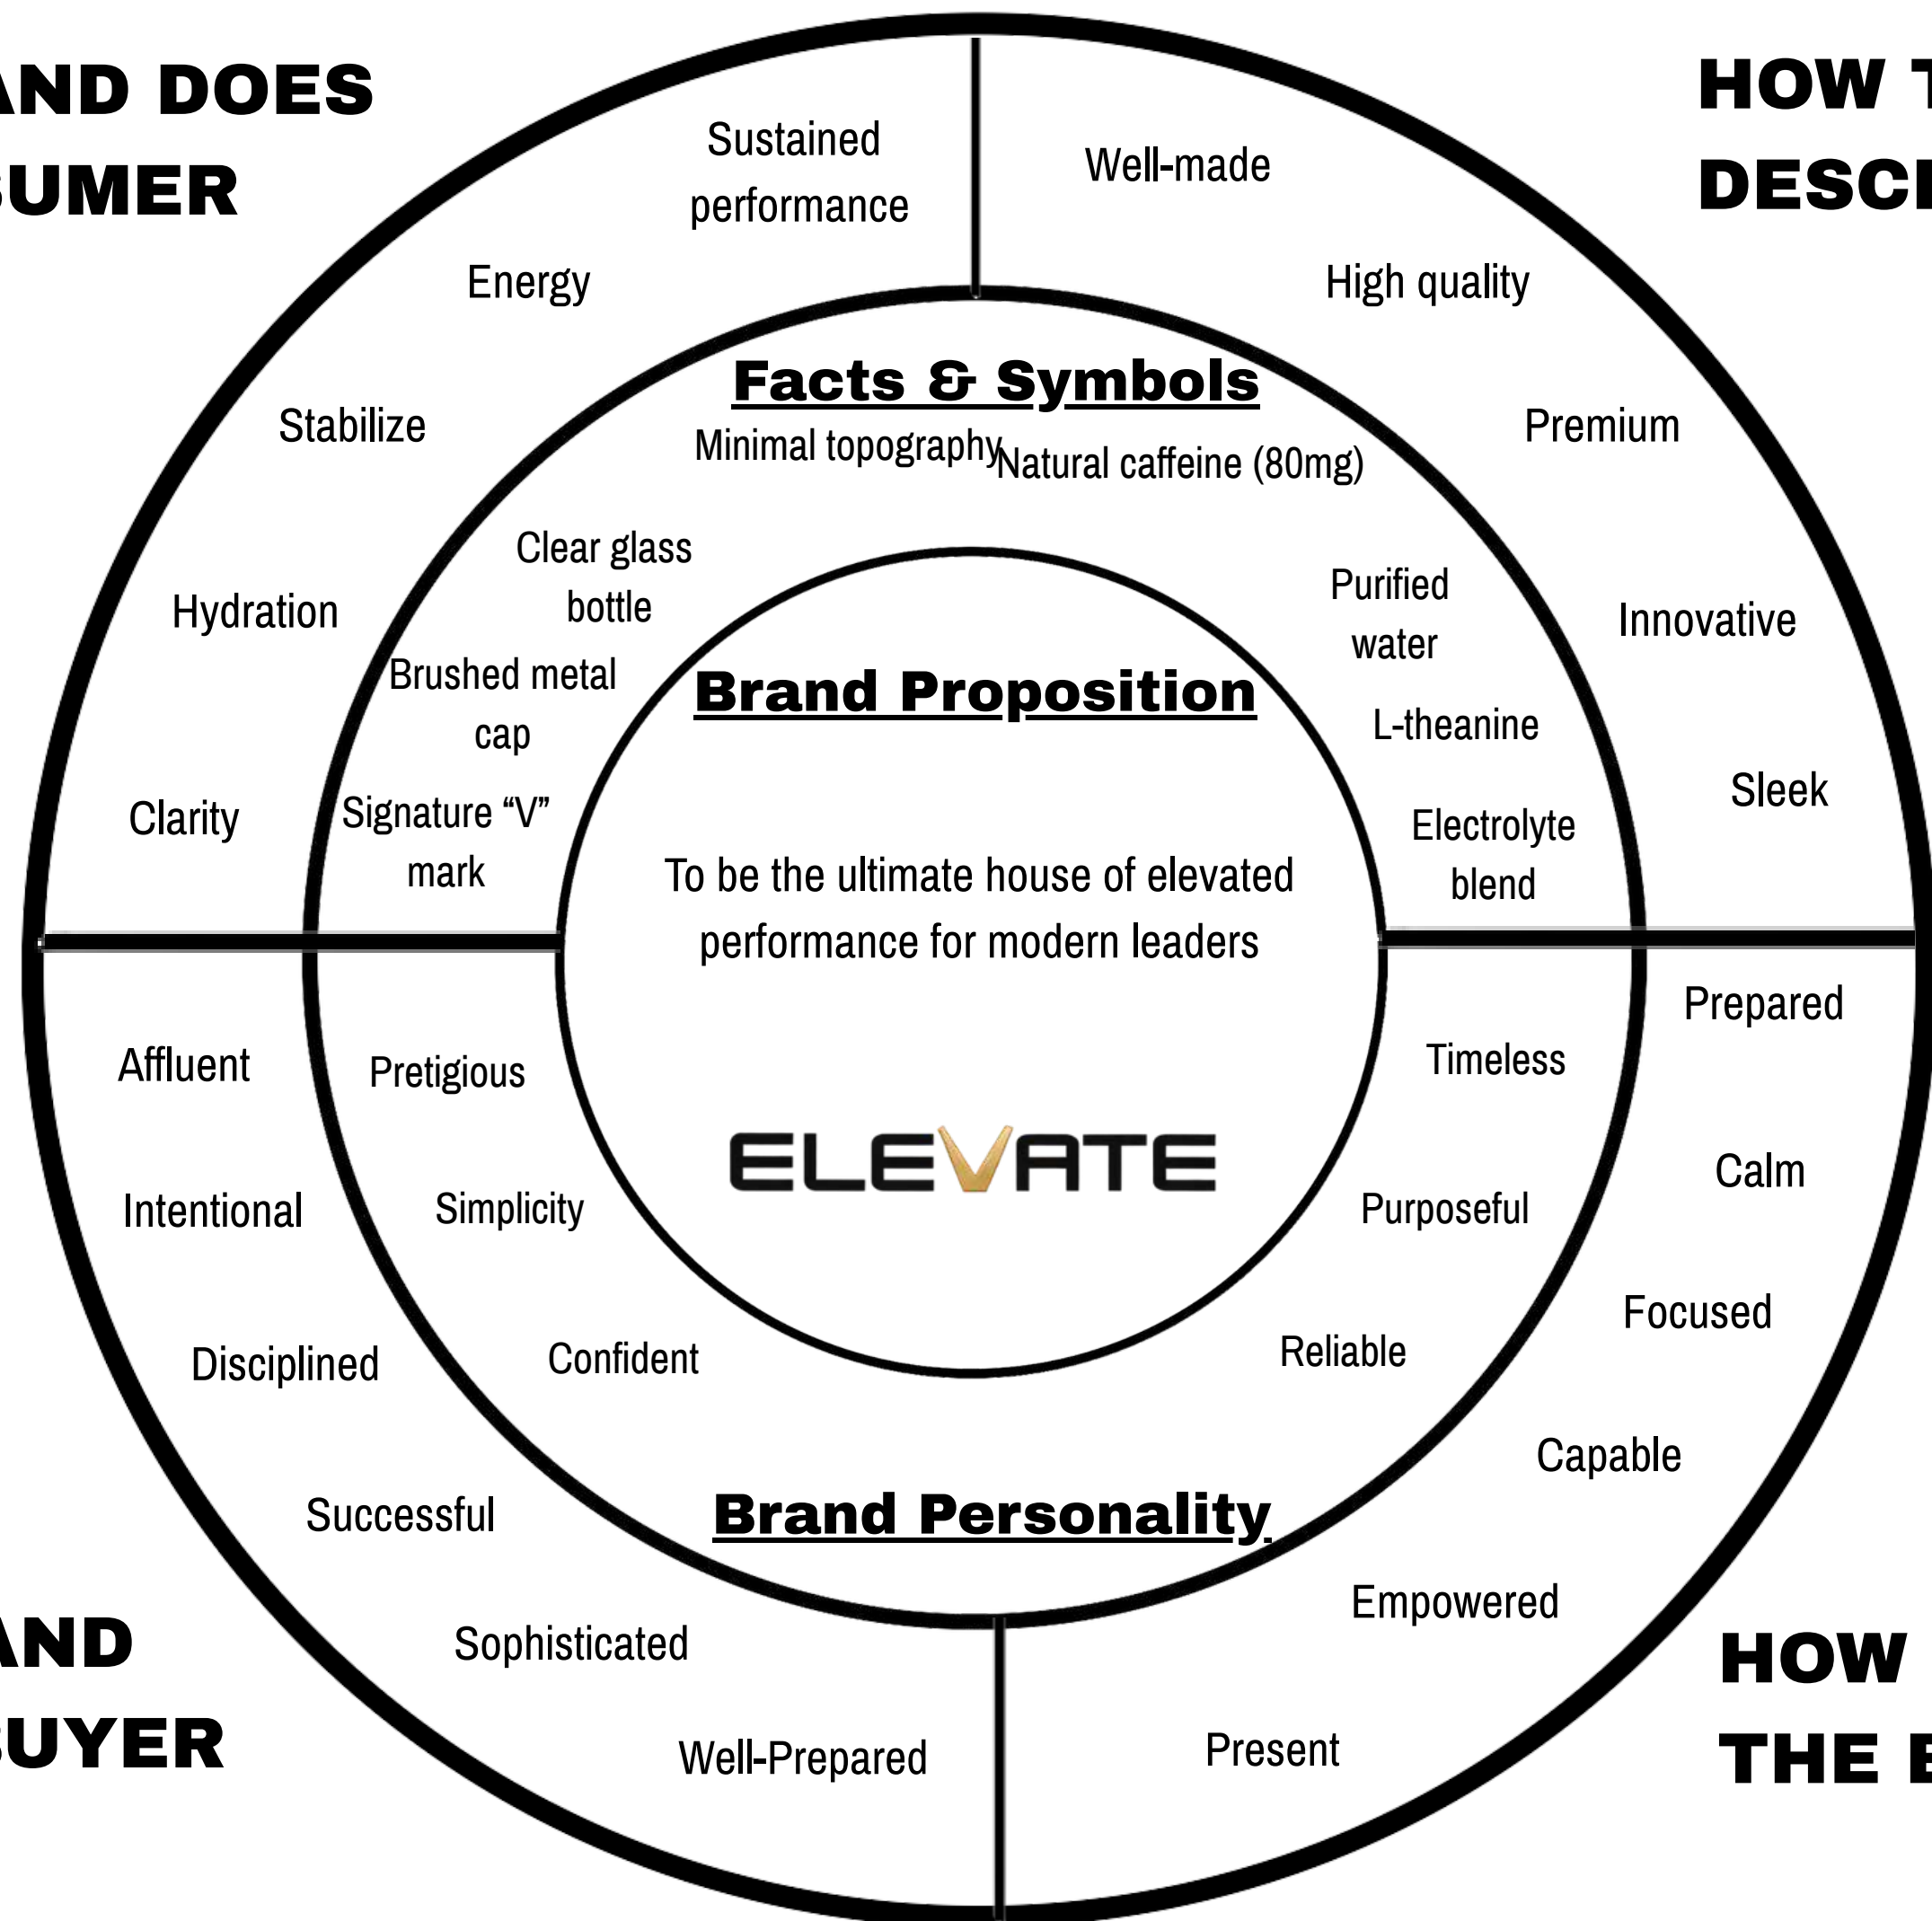 AND DOES
SUMER
HOW T
DESCR
Sustained
performance
Energy
Stabilize
Hydration
Clarity
Well-made
High quality
Premium
Innovative
Sleek
Facts & Symbols
Minimal topography
Natural caffeine (80mg)
Clear glass
bottle
Brushed metal
cap
Signature “V”
mark
Purified
water
L-theanine
Electrolyte
blend
Brand Proposition
To be the ultimate house of elevated
performance for modern leaders
ELEVATE
Pretigious
Simplicity
Confident
Timeless
Purposeful
Reliable
Brand Personality
Affluent
Intentional
Disciplined
Successful
Sophisticated
Well-Prepared
Prepared
Calm
Focused
Capable
Empowered
Present
AND
BUYER
HOW
THE B